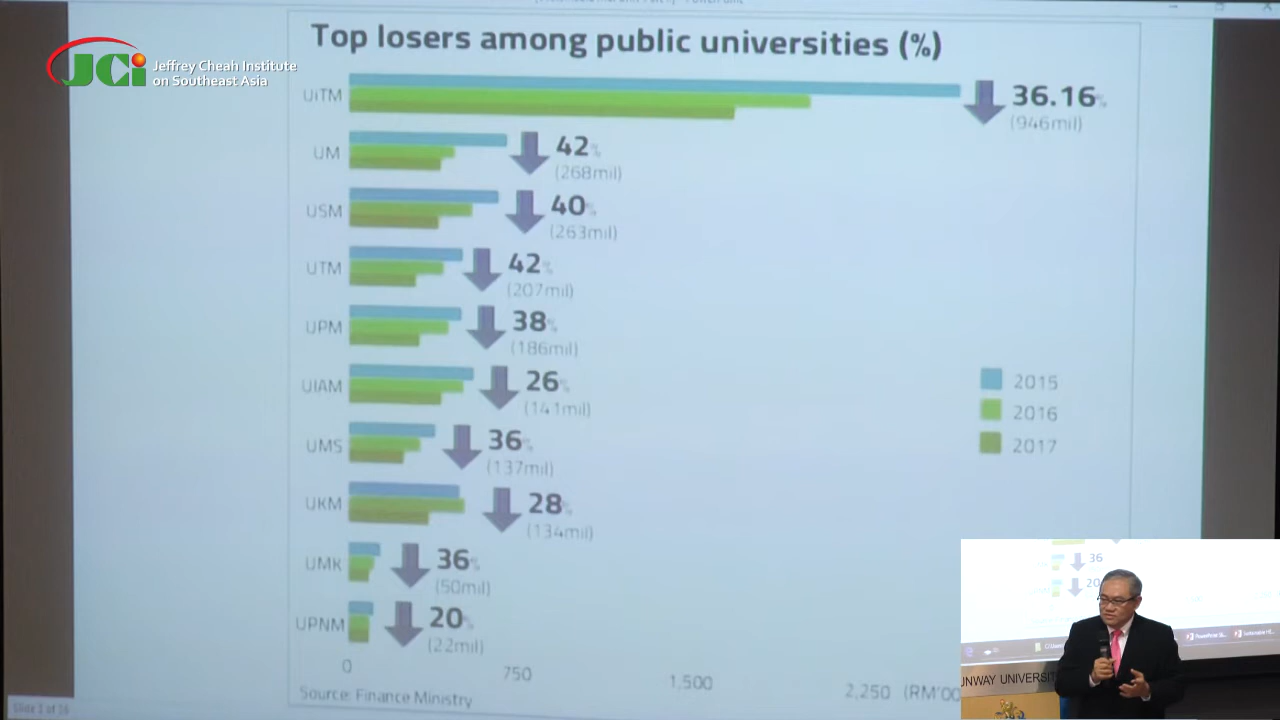 Top losers among public universities (%)
JCi Jeffrey Cheah Institute
on Southeast Asia
UiTM
36.16%
(946mil)
UM
42%
(268mil)
USM
40%
(263mil)
UTM
42%
(207mil)
UPM
38%
(186mil)
UIAM
26%
(141mil)
UMS
36%
(137mil)
UKM
28%
(134mil)
UMK
36%
(50mil)
UPNM
20%
(22mil)
2015
2016
2017
0 750 1,500 2,250 (RM'00
Source: Finance Ministry
36
20
UNWAY UNIVERSIT